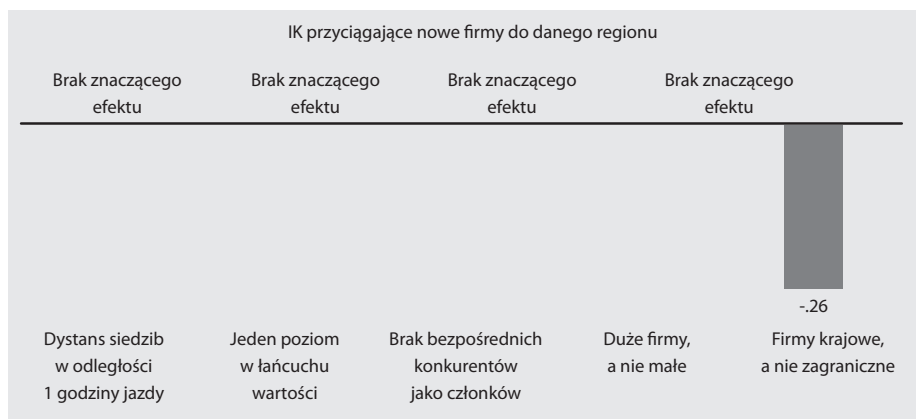 IK przyciągające nowe firmy do danego regionu
Brak znaczącego
efektu
Brak znaczącego
efektu
Brak znaczącego
efektu
Brak znaczącego
efektu
-.26
Dystans siedzib
w odległości
1 godziny jazdy
Jeden poziom
w łańcuchu
wartości
Brak bezpośrednich
konkurentów
jako członków
Duże firmy,
a nie małe
Firmy krajowe,
a nie zagraniczne